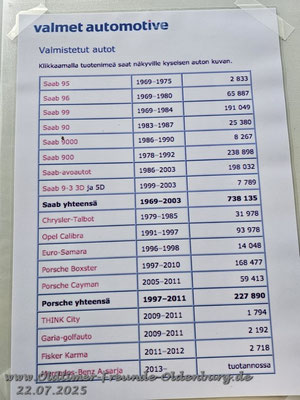 valmet automotive
Valmistetut autot
Klikkaamalla tuotenimeä saat näkyville kyseisen auton kuvan.
Saab 95 1969–1975 2 833
Saab 96 1969–1980 65 887
Saab 99 1969–1984 191 049
Saab 90 1983–1987 25 380
Saab 9000 1986–1990 8 267
Saab 900 1978–1992 238 898
Saab-avoautot 1986–2003 198 032
Saab 9-3 3D ja 5D 1999–2003 7 789
Saab yhteensä 1969–2003 738 135
Chrysler-Talbot 1979–1985 31 978
Opel Calibra 1991–1997 93 978
Euro-Samara 1996–1998 14 048
Porsche Boxster 1997–2010 168 477
Porsche Cayman 2005–2011 59 413
Porsche yhteensä 1997–2011 227 890
THINK City 2009–2011 1 794
Garia-golfauto 2009–2011 2 192
Fisker Karma 2011–2012 2 718
Mercedes-Benz A-sarja 2013– tuotannossa
www.Oldtimer-Freunde-Oldenburg.de
22.07.2025